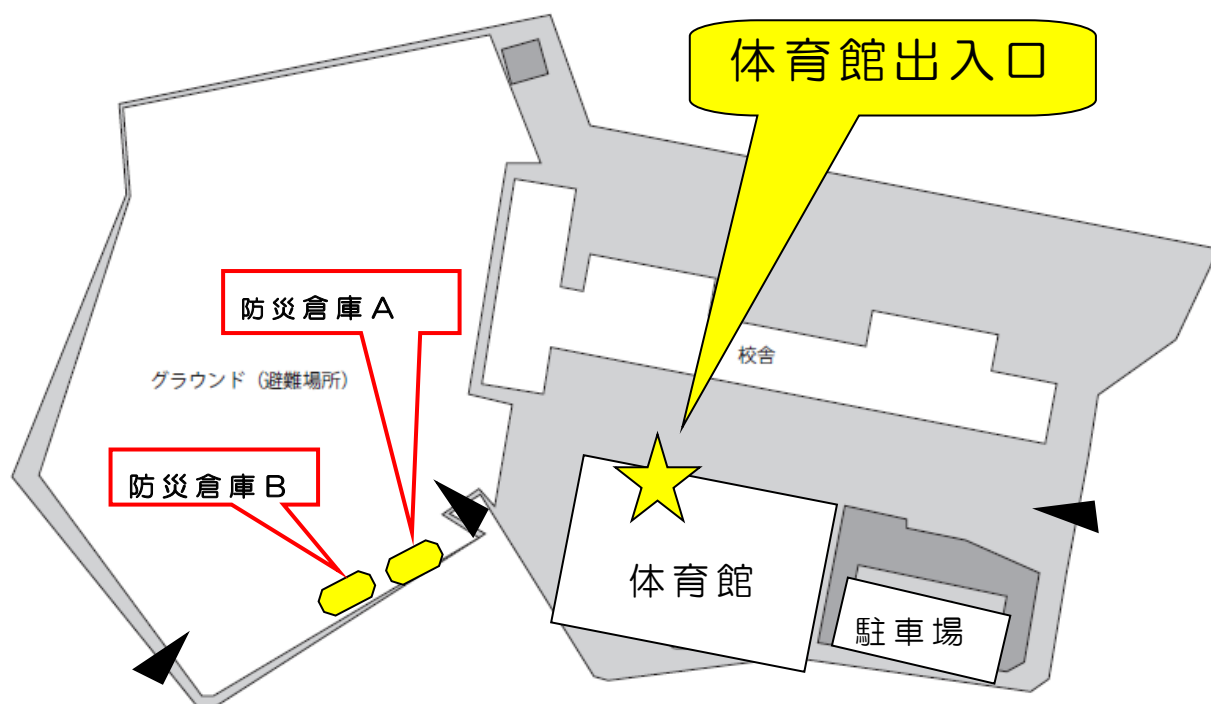 体育館出入口
防災倉庫A
校舎
グラウンド（避難場所）
防災倉庫B
体育館
駐車場